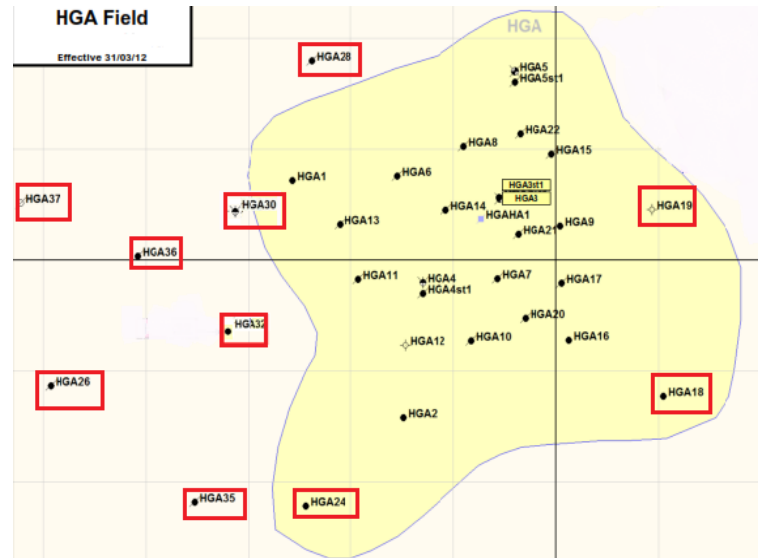 HGA Field
Effective 31/03/12
HGA
HGA28
HGA5
HGA5st1
HGA22
HGA8
HGA15
HGA1
HGA6
HGA3st1
HGA3
HGA37
HGA30
HGA14
HGAHA1
HGA19
HGA13
HGA9
HGA21
HGA36
HGA11
HGA4
HGA4st1
HGA7
HGA17
HGA20
HGA32
HGA12
HGA10
HGA16
HGA26
HGA18
HGA2
HGA35
HGA24